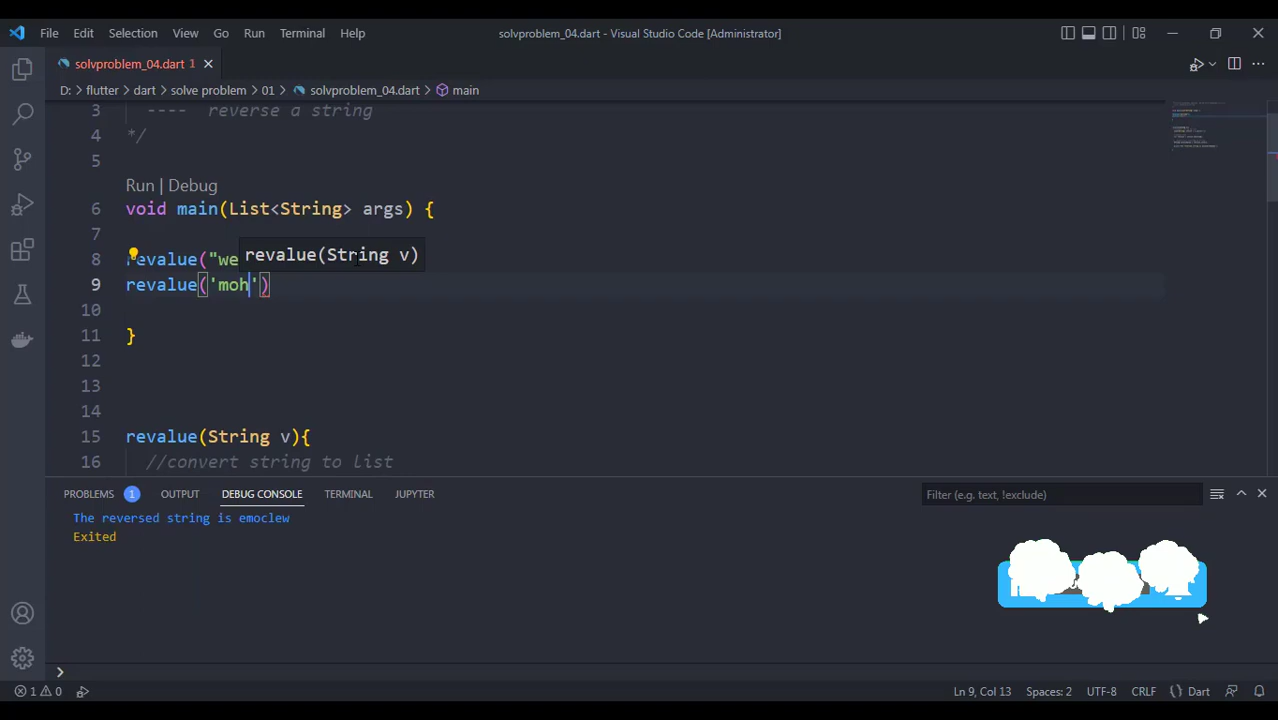 File Edit Selection View Go Run Terminal Help
solvproblem_04.dart - Visual Studio Code [Administrator]
solvproblem_04.dart 1
D: > flutter > dart > solve problem > 01 > solvproblem_04.dart > main
3 ---- reverse a string
4 */
5
Run | Debug
6 void main(List<String> args) {
7
8 revalue("we
revalue(String v)
9 revalue('moh')
10
11 }
12
13
14
15 revalue(String v){
16 //convert string to list
PROBLEMS 1 OUTPUT DEBUG CONSOLE TERMINAL JUPYTER
Filter (e.g. text, !exclude)
The reversed string is emoclew
Exited
>
1 0
Ln 9, Col 13 Spaces: 2 UTF-8 CRLF {} Dart